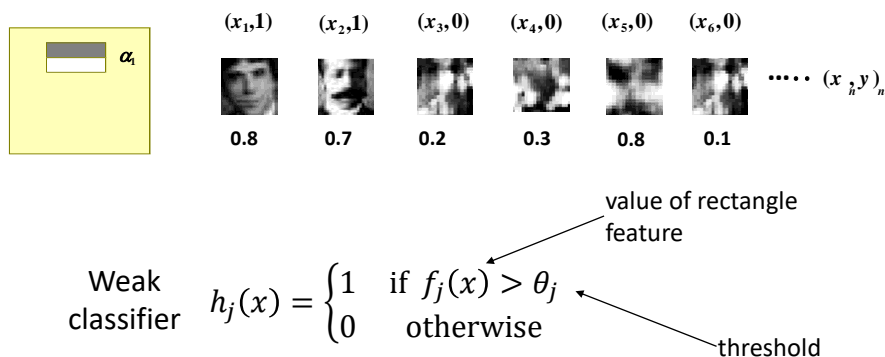 α₁
(x₁,1) (x₂,1) (x₃,0) (x₄,0) (x₅,0) (x₆,0) ····· (xₙ,y)ₙ
0.8 0.7 0.2 0.3 0.8 0.1
value of rectangle
feature
Weak
classifier
hⱼ(x) = { 1 if fⱼ(x) > θⱼ
0 otherwise
threshold